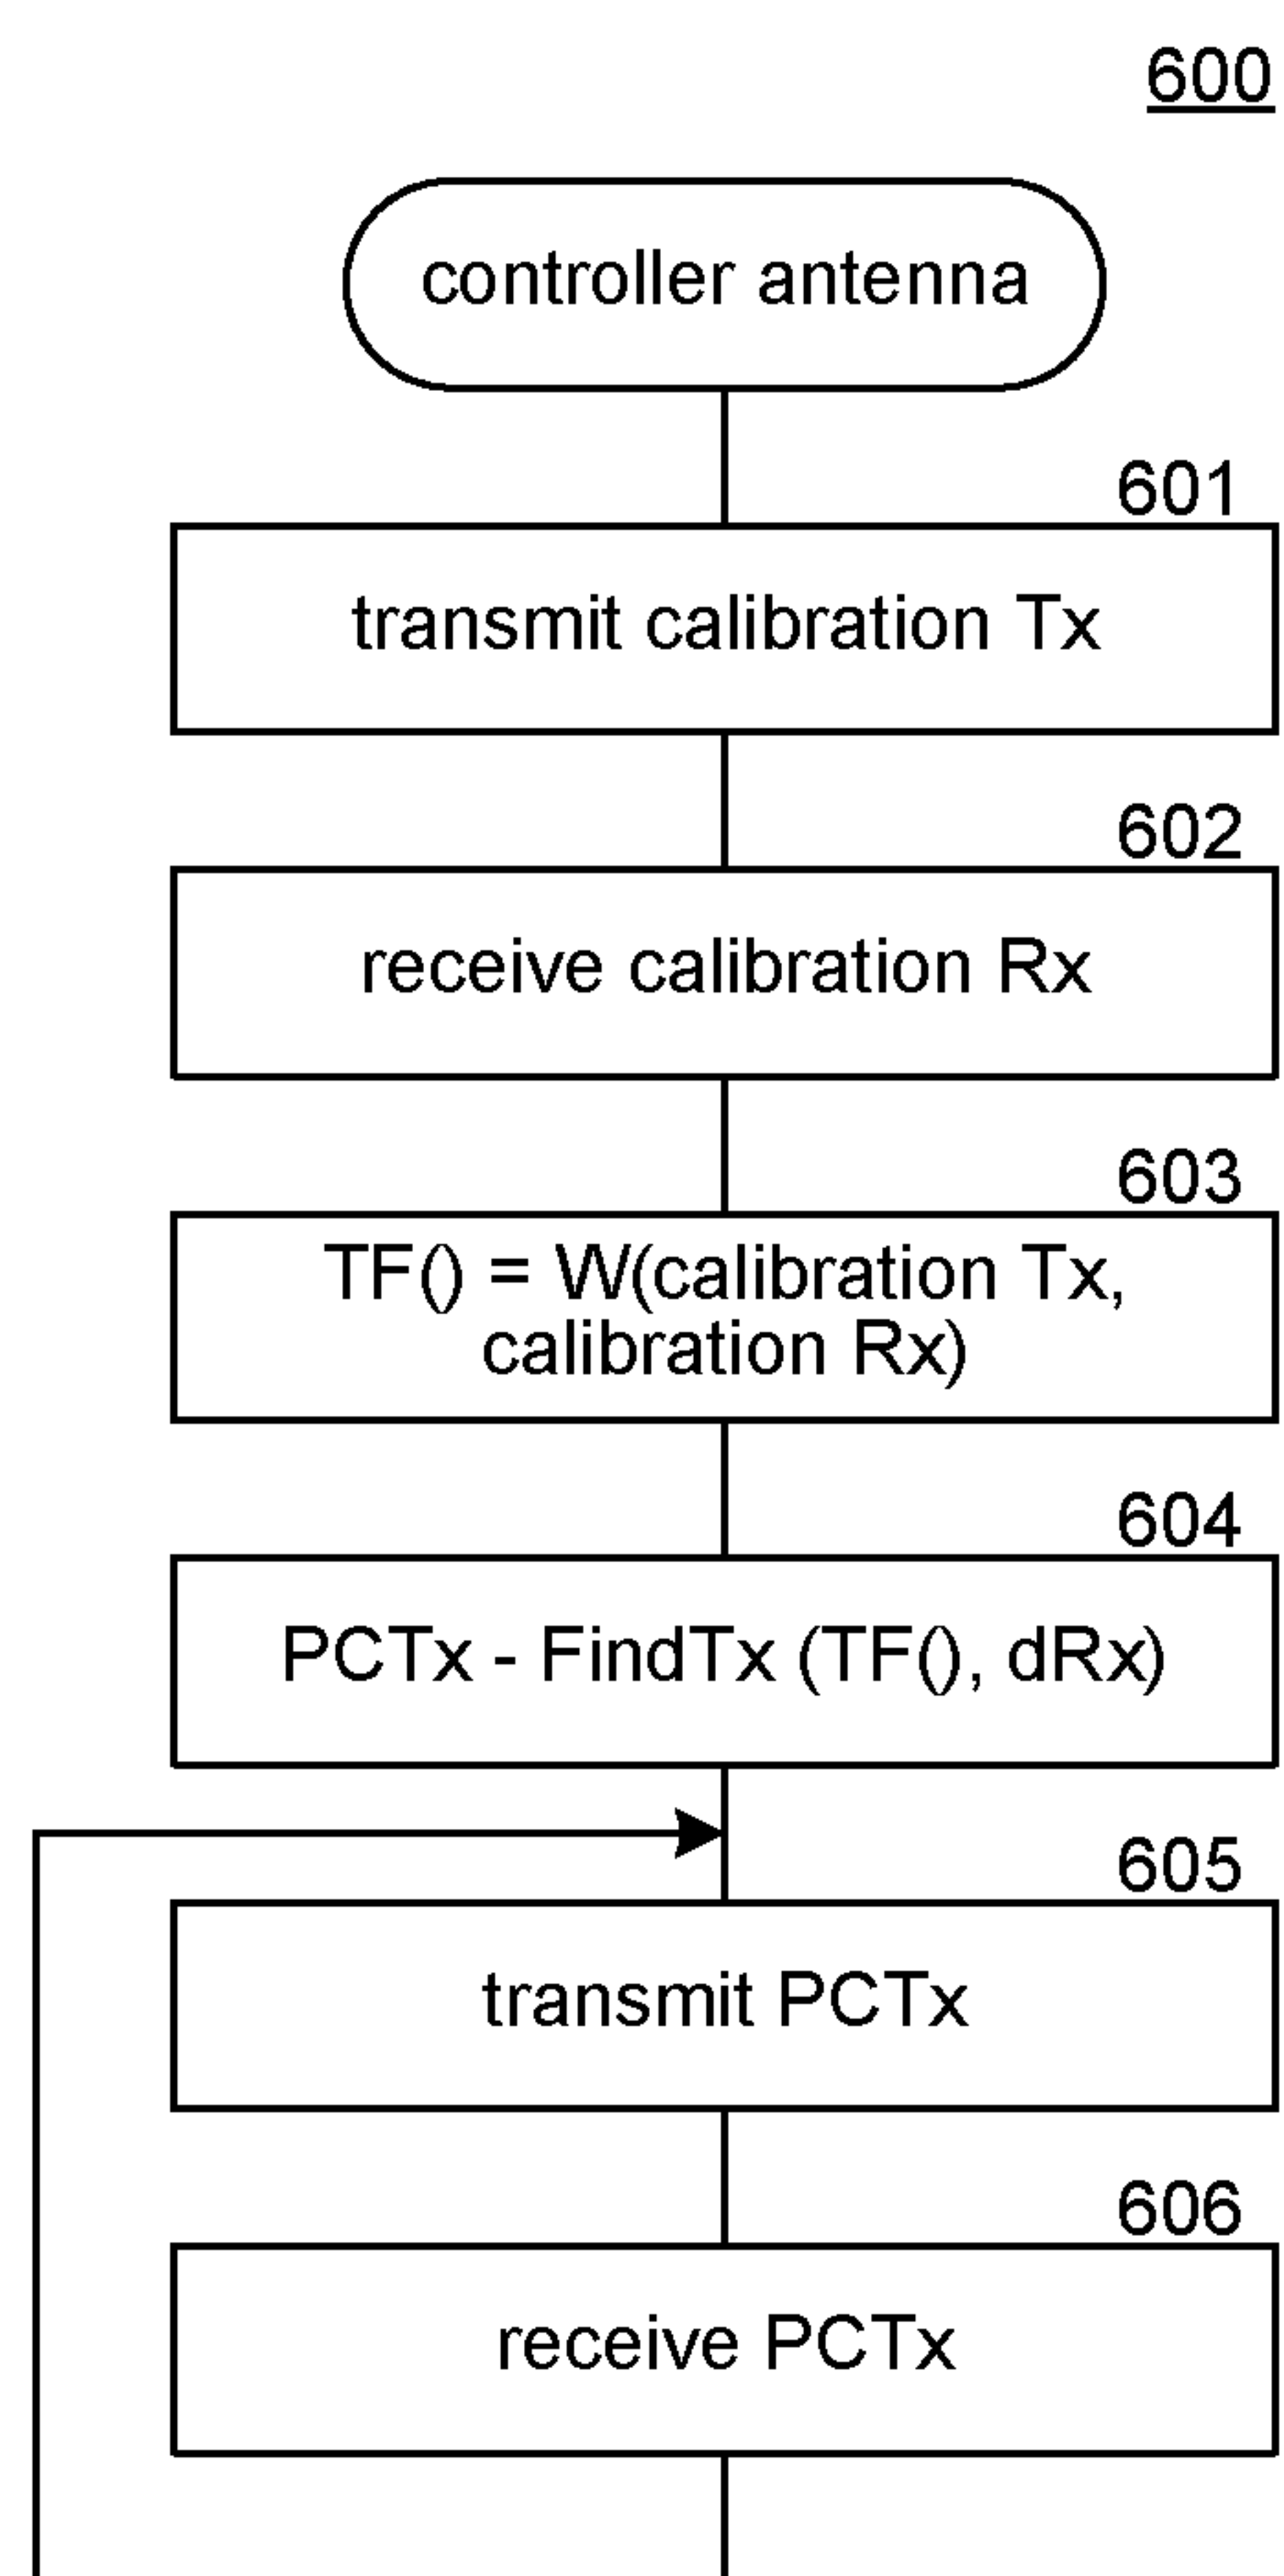 600
controller antenna
601
transmit calibration Tx
602
receive calibration Rx
603
TF() = W(calibration Tx,
calibration Rx)
604
PCTx - FindTx (TF(), dRx)
605
transmit PCTx
606
receive PCTx